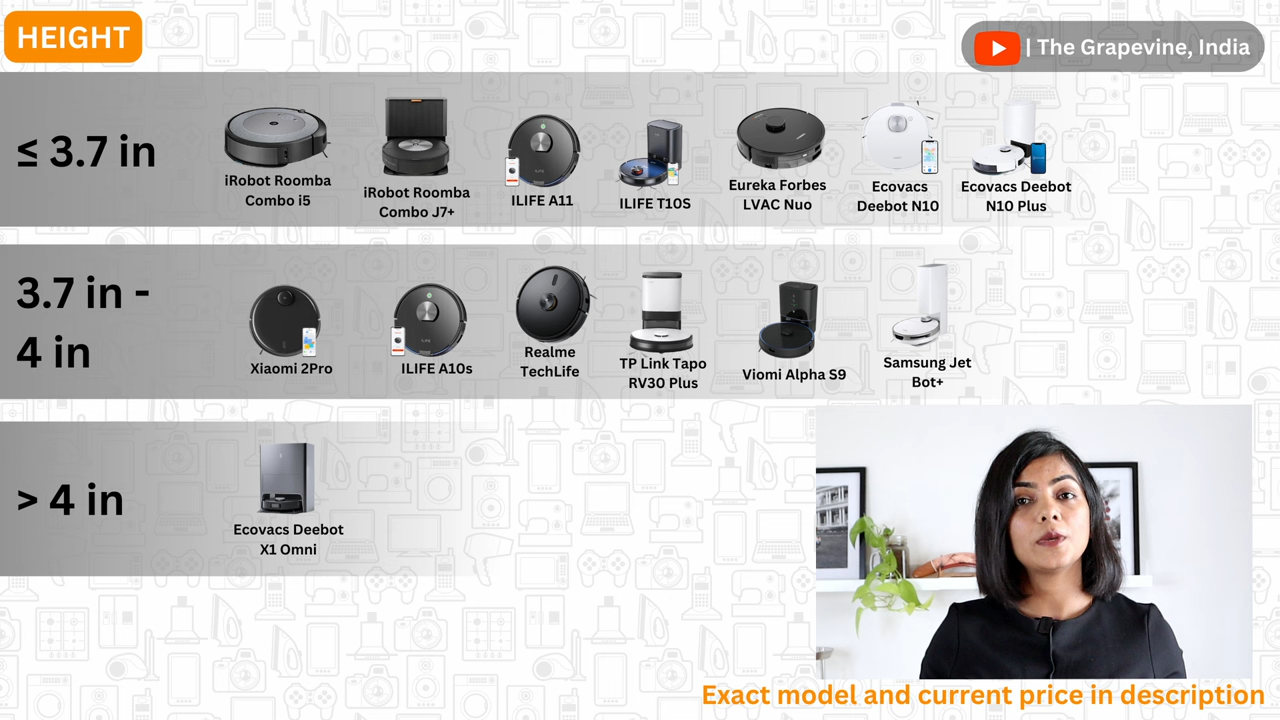 HEIGHT
| The Grapevine, India
≤ 3.7 in
iRobot Roomba
Combo i5
iRobot Roomba
Combo J7+
ILIFE A11
ILIFE T10S
Eureka Forbes
LVAC Nuo
Ecovacs
Deebot N10
Ecovacs Deebot
N10 Plus
3.7 in -
4 in
Xiaomi 2Pro
ILIFE A10s
Realme
TechLife
TP Link Tapo
RV30 Plus
Viomi Alpha S9
Samsung Jet
Bot+
> 4 in
Ecovacs Deebot
X1 Omni
Exact model and current price in description